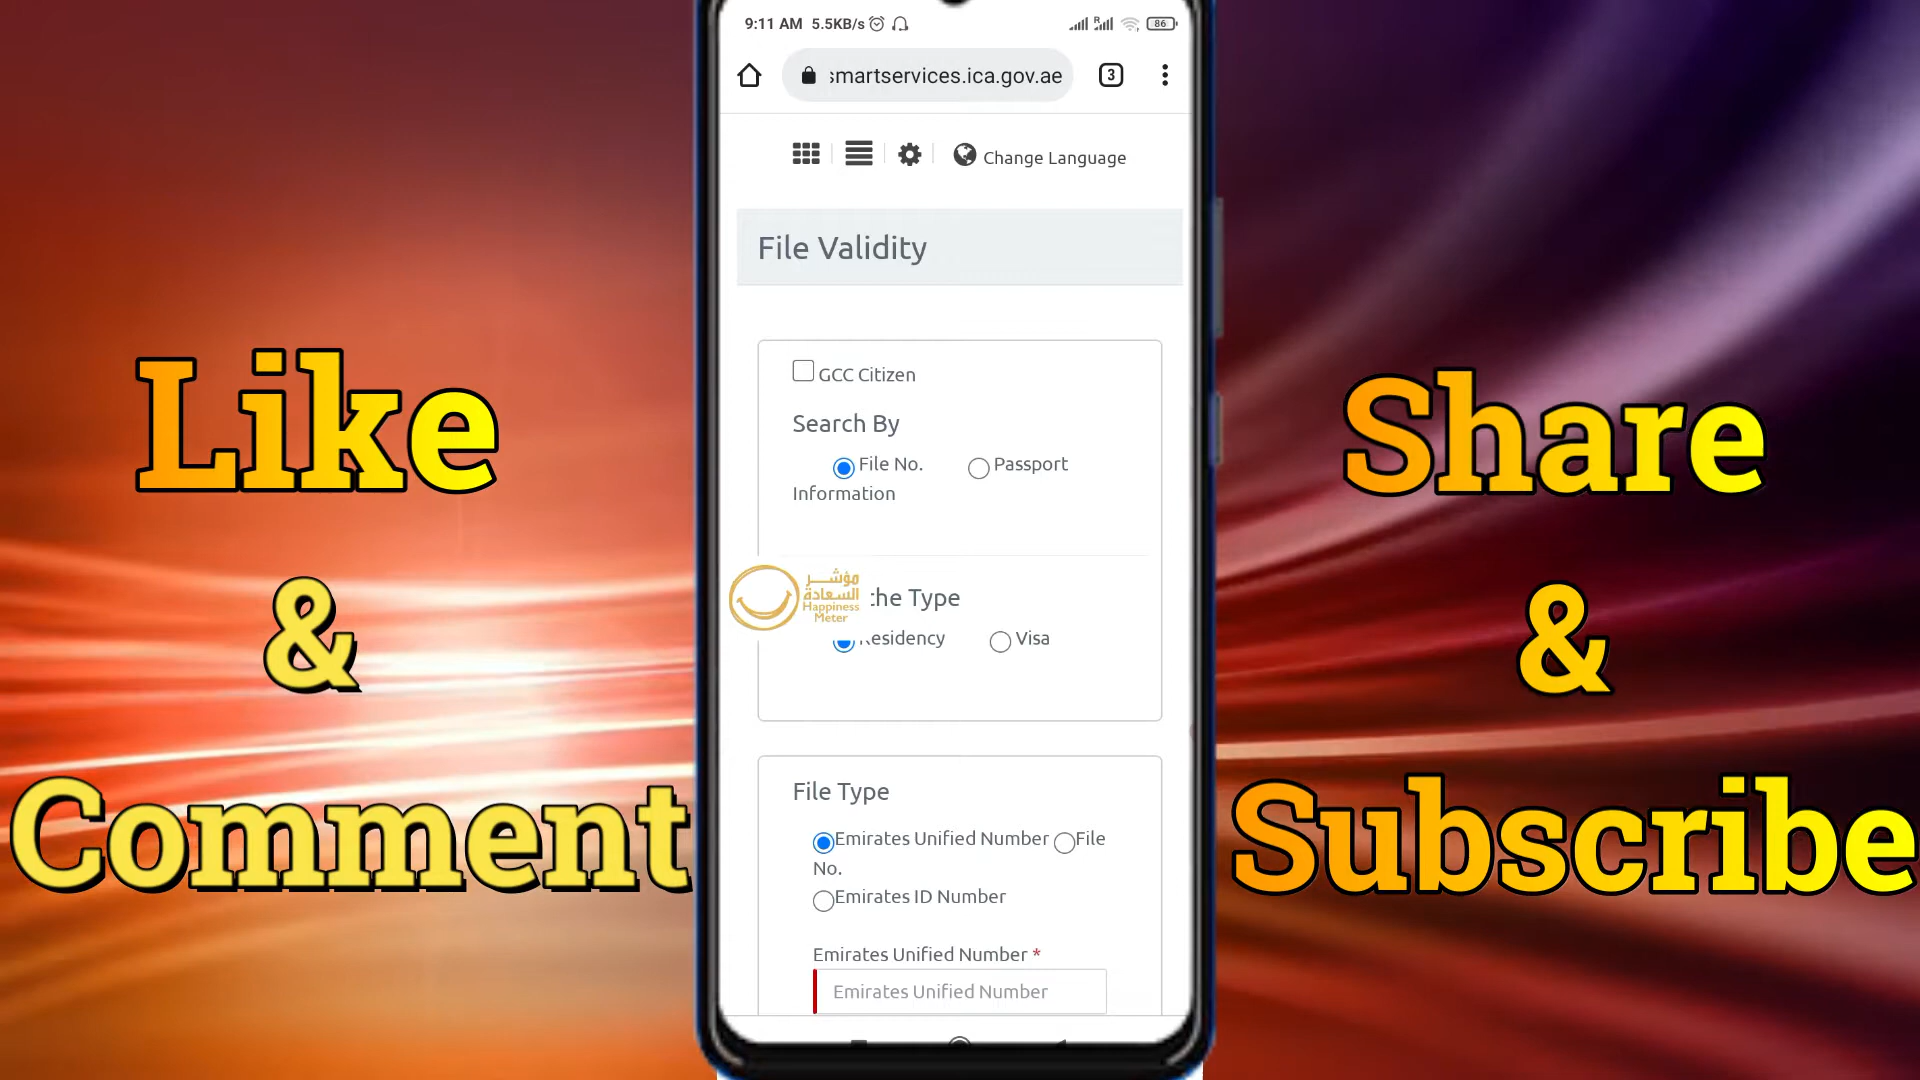 9:11 AM 5.5KB/s
86
smartservices.ica.gov.ae
3
Change Language
File Validity
GCC Citizen
Search By
File No.
Passport
Information
مؤشر
السعادة
Happiness
Meter
the Type
Residency
Visa
File Type
Emirates Unified Number
File
No.
Emirates ID Number
Emirates Unified Number *
Emirates Unified Number
Like
&
Comment
Share
&
Subscribe